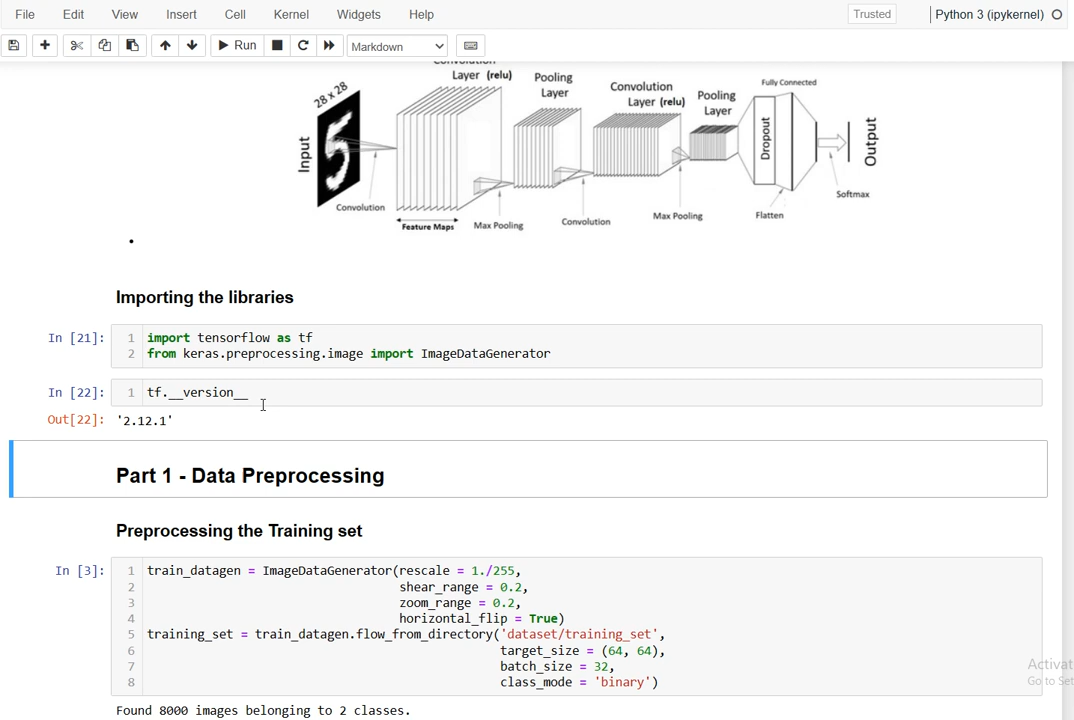 File Edit View Insert Cell Kernel Widgets Help Trusted Python 3 (ipykernel)
Run Markdown
Convolution
Layer (relu)
Pooling
Layer
Convolution
Layer (relu)
Pooling
Layer
Fully Connected
28 x 28
Input
5
Dropout
Output
Convolution
Feature Maps
Max Pooling
Convolution
Max Pooling
Flatten
Softmax
Importing the libraries
In [21]: 1 import tensorflow as tf
2 from keras.preprocessing.image import ImageDataGenerator
In [22]: 1 tf.__version__
Out[22]: '2.12.1'
Part 1 - Data Preprocessing
Preprocessing the Training set
In [3]: 1 train_datagen = ImageDataGenerator(rescale = 1./255,
2 shear_range = 0.2,
3 zoom_range = 0.2,
4 horizontal_flip = True)
5 training_set = train_datagen.flow_from_directory('dataset/training_set',
6 target_size = (64, 64),
7 batch_size = 32,
8 class_mode = 'binary')
Found 8000 images belonging to 2 classes.
Activat
Go to Set